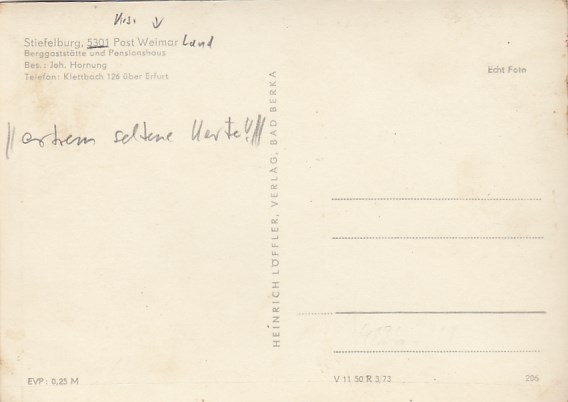 Krs.
Stiefelburg, 5301 Post Weimar Land
Berggaststätte und Pensionshaus
Bes.: Joh. Hornung
Telefon: Klettbach 126 über Erfurt
Echt Foto
!! extrem seltene Karte!!!!
HEINRICH LÖFFLER, VERLAG, BAD BERKA
EVP: 0,25 M
V 11 50 R 3/73
206